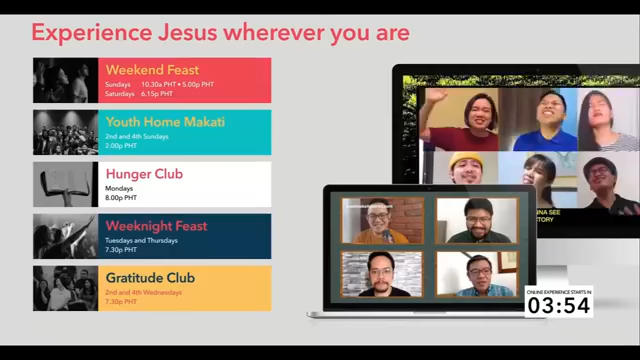 Experience Jesus wherever you are
Weekend Feast
Sundays 10.30a PHT • 5.00p PHT
Saturdays 6.15p PHT
Youth Home Makati
2nd and 4th Sundays
2.00p PHT
Hunger Club
Mondays
8.00p PHT
Weeknight Feast
Tuesdays and Thursdays
7.30p PHT
Gratitude Club
2nd and 4th Wednesdays
7.30p PHT
NNA SEE
CTORY
ONLINE EXPERIENCE STARTS IN
03:54